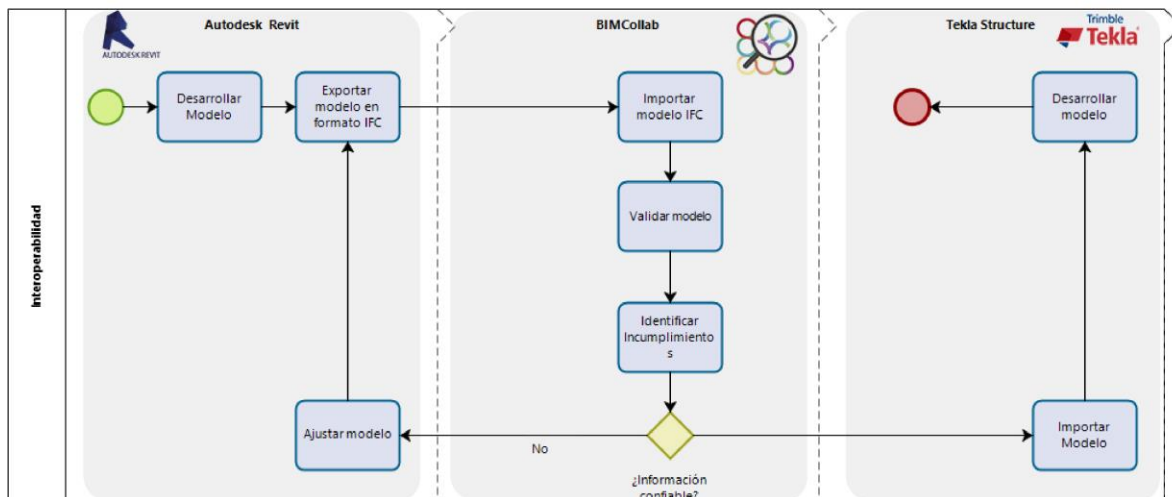 Autodesk Revit
BIMCollab
Tekla Structure
AUTODESK REVIT
Trimble
Tekla
Interoperabilidad
Desarrollar
Modelo
Exportar
modelo en
formato IFC
Importar
modelo IFC
Desarrollar
modelo
Validar modelo
Identificar
Incumplimiento
s
Ajustar modelo
No
¿Información
confiable?
Importar
Modelo